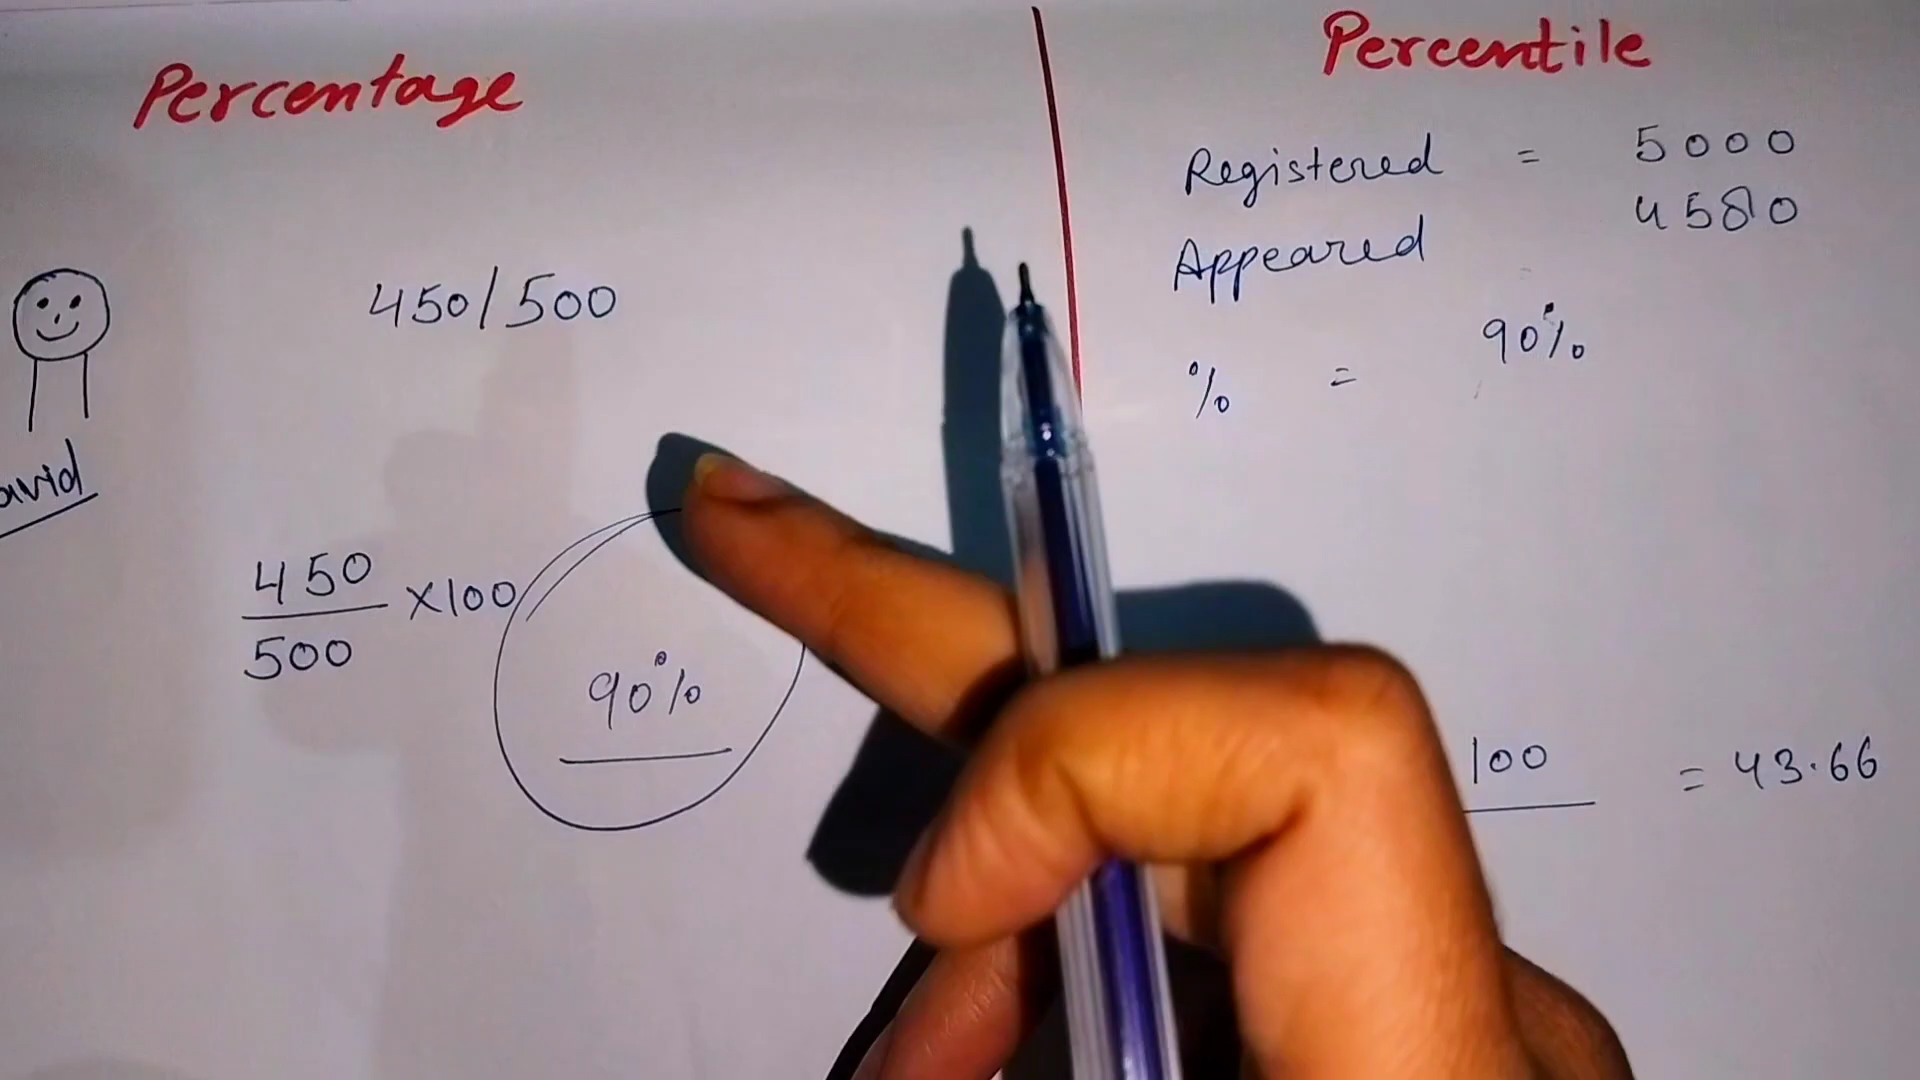 Percentage
450/500
avid
450
500
×100
90%
Percentile
Registered = 5000
Appeared 4580
% = 90%
100
= 43.66